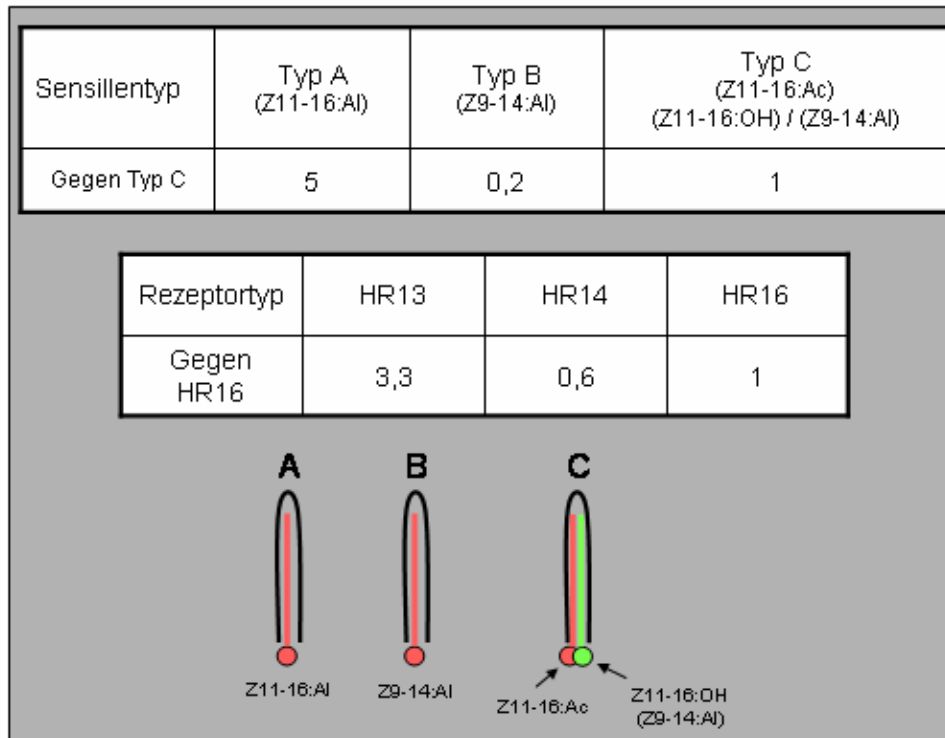 Sensillentyp
Typ A
(Z11-16:Al)
Typ B
(Z9-14:Al)
Typ C
(Z11-16:Ac)
(Z11-16:OH) / (Z9-14:Al)
Gegen Typ C
5
0,2
1
Rezeptortyp
HR13
HR14
HR16
Gegen
HR16
3,3
0,6
1
A
B
C
Z11-16:Al
Z9-14:Al
Z11-16:Ac
Z11-16:OH
(Z9-14:Al)